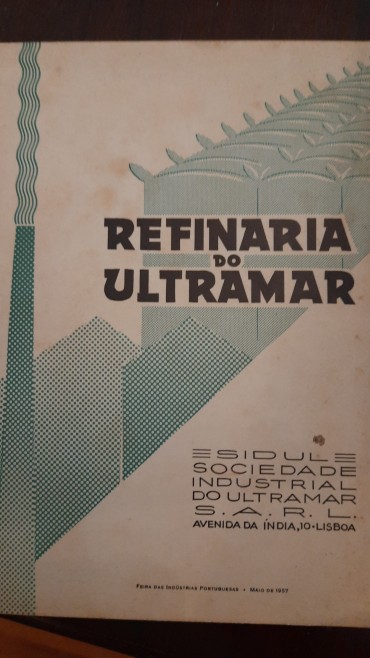 REFINARIA
DO
ULTRAMAR
SIDUL
SOCIEDADE
INDUSTRIAL
DO ULTRAMAR
S. A. R. L.
AVENIDA DA ÍNDIA, 10 · LISBOA
FEIRA DAS INDÚSTRIAS PORTUGUESAS • MAIO DE 1957